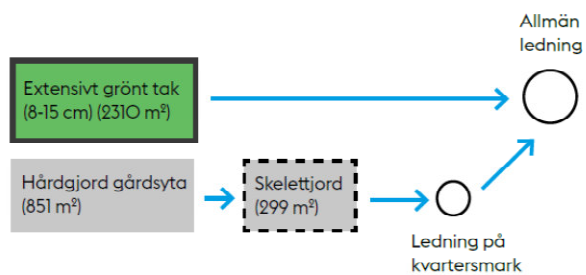 Allmän
ledning
Extensivt grönt tak
(8-15 cm) (2310 m²)
Hårdgjord gårdsyta
(851 m²)
Skelettjord
(299 m²)
Ledning på
kvartersmark